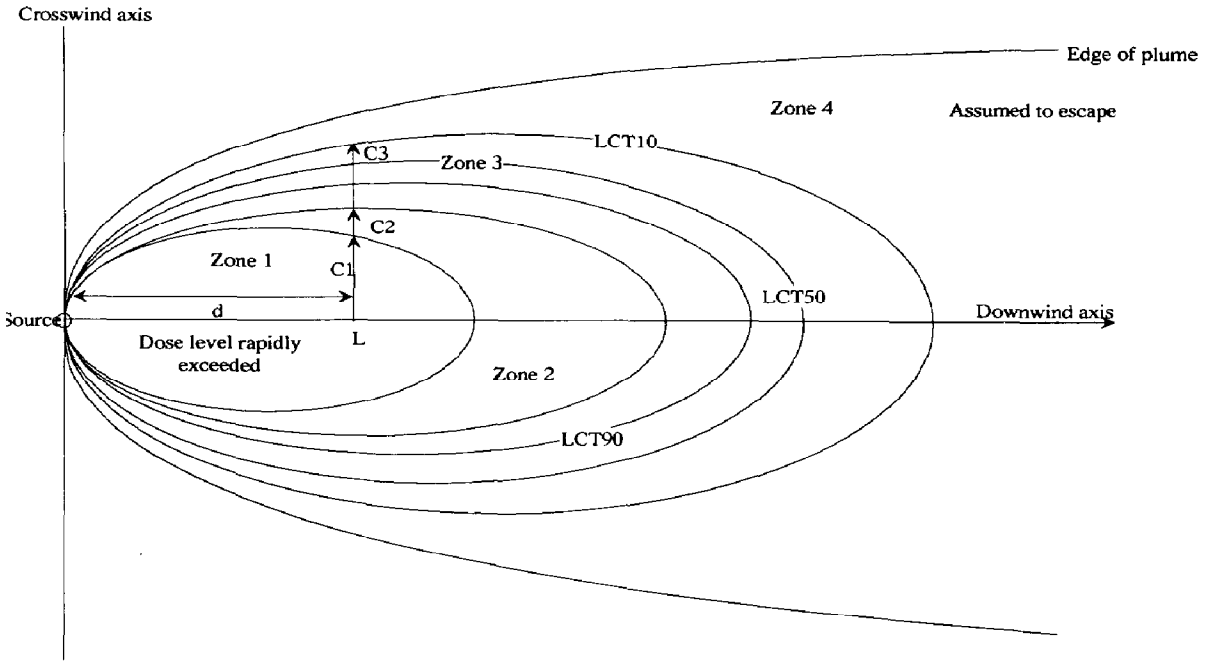 Crosswind axis
Edge of plume
Zone 4
Assumed to escape
LCT10
C3
Zone 3
C2
Zone 1
C1
LCT50
d
Downwind axis
Source
L
Dose level rapidly
exceeded
Zone 2
LCT90